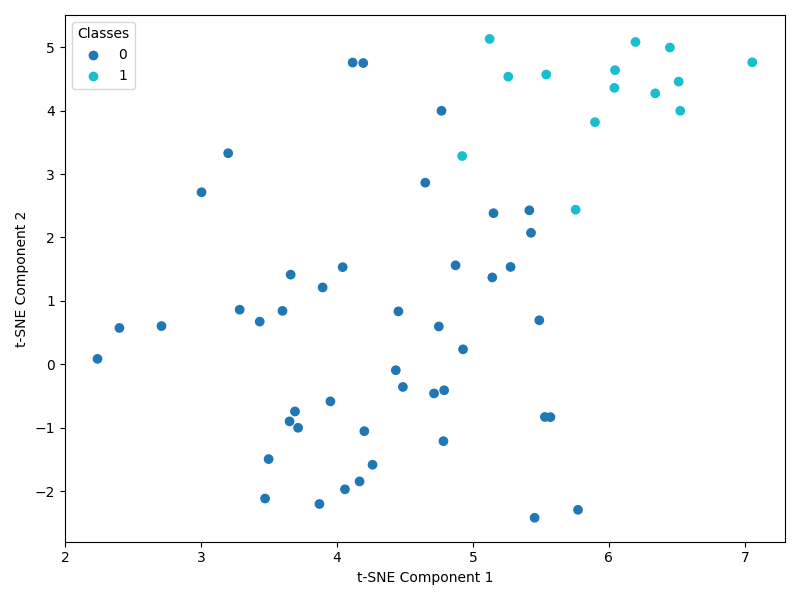 Classes
0
1
5
4
3
2
1
0
−1
−2
t-SNE Component 2
2 3 4 5 6 7
t-SNE Component 1